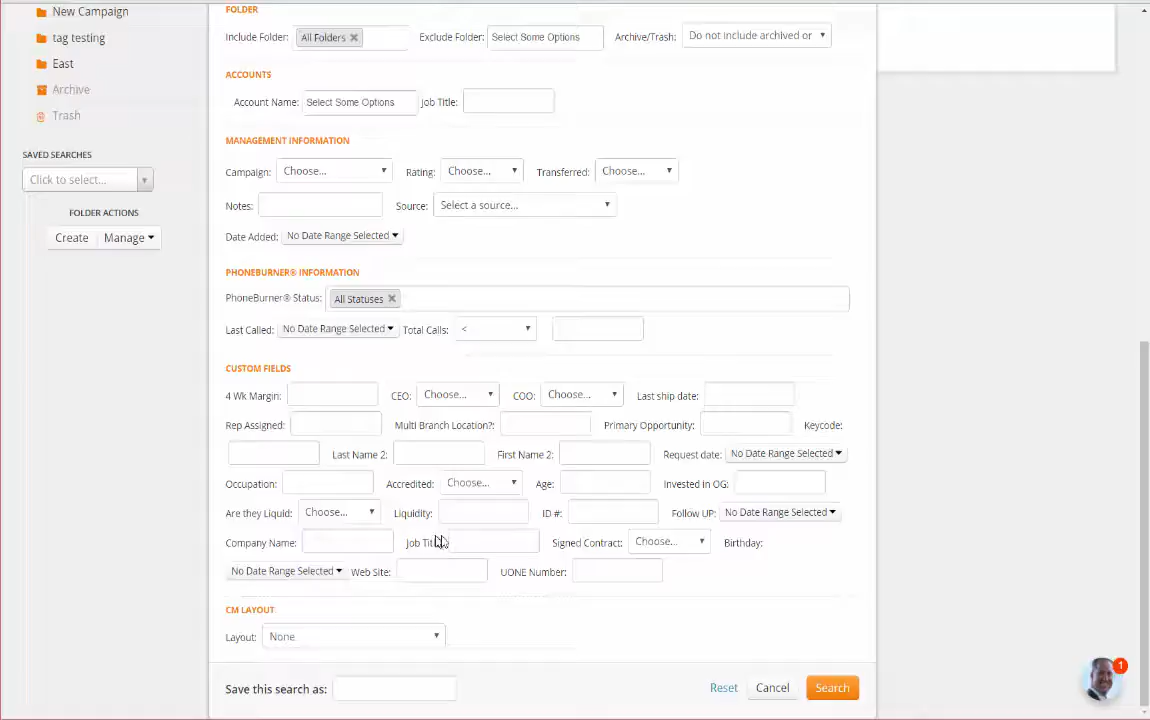 New Campaign
tag testing
East
Archive
Trash
SAVED SEARCHES
Click to select...
FOLDER ACTIONS
Create Manage
FOLDER
Include Folder: All Folders Exclude Folder: Select Some Options Archive/Trash: Do not include archived or
ACCOUNTS
Account Name: Select Some Options Job Title:
MANAGEMENT INFORMATION
Campaign: Choose... Rating: Choose... Transferred: Choose...
Notes: Source: Select a source...
Date Added: No Date Range Selected
PHONEBURNER® INFORMATION
PhoneBurner® Status: All Statuses
Last Called: No Date Range Selected Total Calls: <
CUSTOM FIELDS
4 Wk Margin: CEO: Choose... COO: Choose... Last ship date:
Rep Assigned: Multi Branch Location?: Primary Opportunity: Keycode:
Last Name 2: First Name 2: Request date: No Date Range Selected
Occupation: Accredited: Choose... Age: Invested in OG:
Are they Liquid: Choose... Liquidity: ID #: Follow UP: No Date Range Selected
Company Name: Job Signed Contract: Choose... Birthday:
No Date Range Selected Web Site: UONE Number:
CM LAYOUT
Layout: None
Save this search as: Reset Cancel Search
1